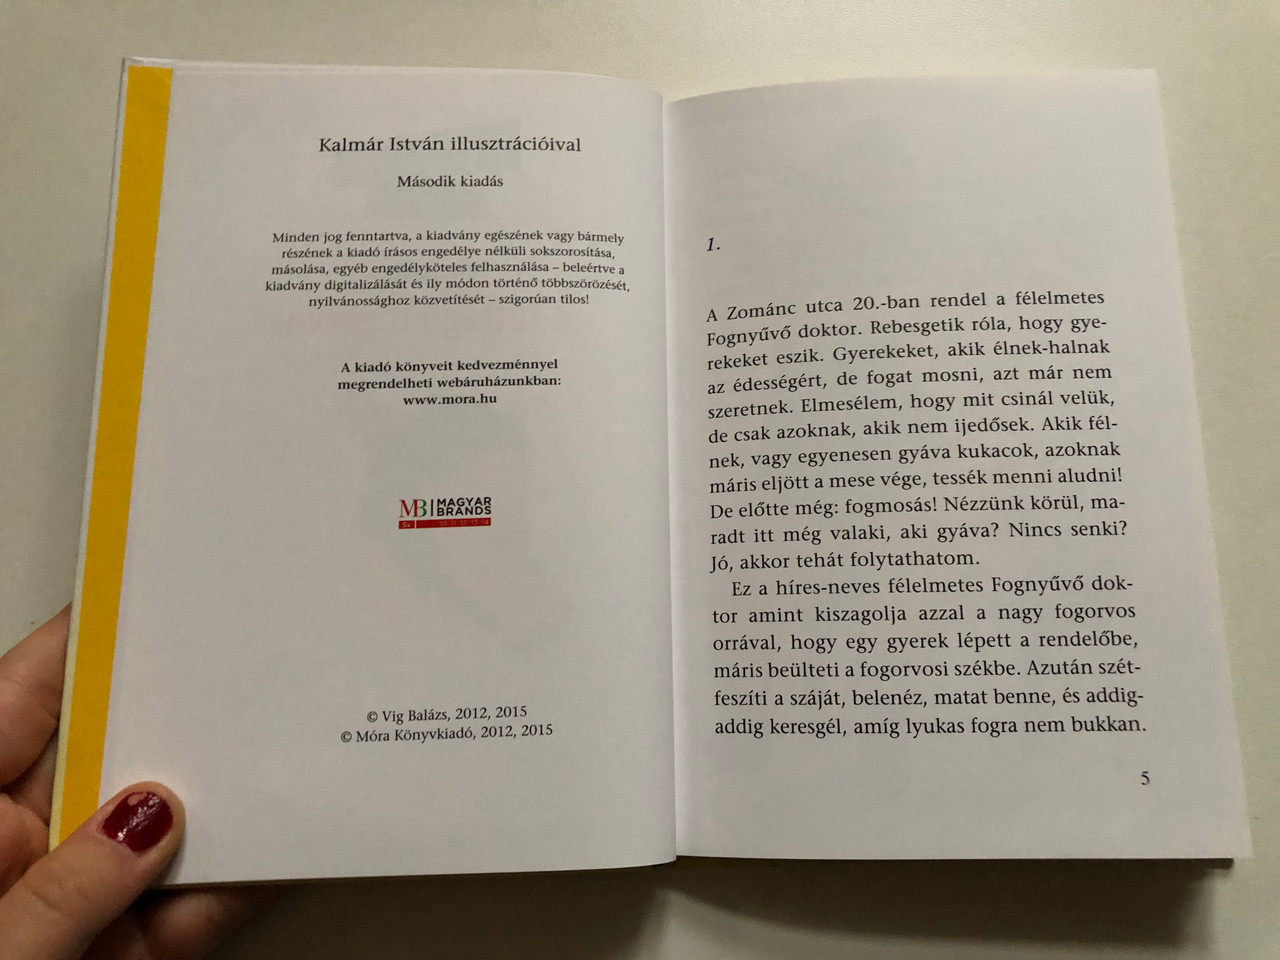 Kalmár István illusztrációival
Második kiadás
Minden jog fenntartva, a kiadvány egészének vagy bármely
részének a kiadó írásos engedélye nélküli sokszorosítása,
másolása, egyéb engedélyköteles felhasználása – beleértve a
kiadvány digitalizálását és ily módon történő többszörözését,
nyilvánossághoz közvetítését – szigorúan tilos!
A kiadó könyveit kedvezménnyel
megrendelheti webáruházunkban:
www.mora.hu
MB MAGYAR
BRANDS
5x 10 11 12 13 14
© Vig Balázs, 2012, 2015
© Móra Könyvkiadó, 2012, 2015
1.
A Zománc utca 20.-ban rendel a félelmetes
Fognyűvő doktor. Rebesgetik róla, hogy gye-
rekeket eszik. Gyerekeket, akik élnek-halnak
az édességért, de fogat mosni, azt már nem
szeretnek. Elmesélem, hogy mit csinál velük,
de csak azoknak, akik nem ijedősek. Akik fél-
nek, vagy egyenesen gyáva kukacok, azoknak
máris eljött a mese vége, tessék menni aludni!
De előtte még: fogmosás! Nézzünk körül, ma-
radt itt még valaki, aki gyáva? Nincs senki?
Jó, akkor tehát folytathatom.
Ez a híres-neves félelmetes Fognyűvő dok-
tor amint kiszagolja azzal a nagy fogorvos
orrával, hogy egy gyerek lépett a rendelőbe,
máris beülteti a fogorvosi székbe. Azután szét-
feszíti a száját, belenéz, matat benne, és addig-
addig keresgél, amíg lyukas fogra nem bukkan.
5